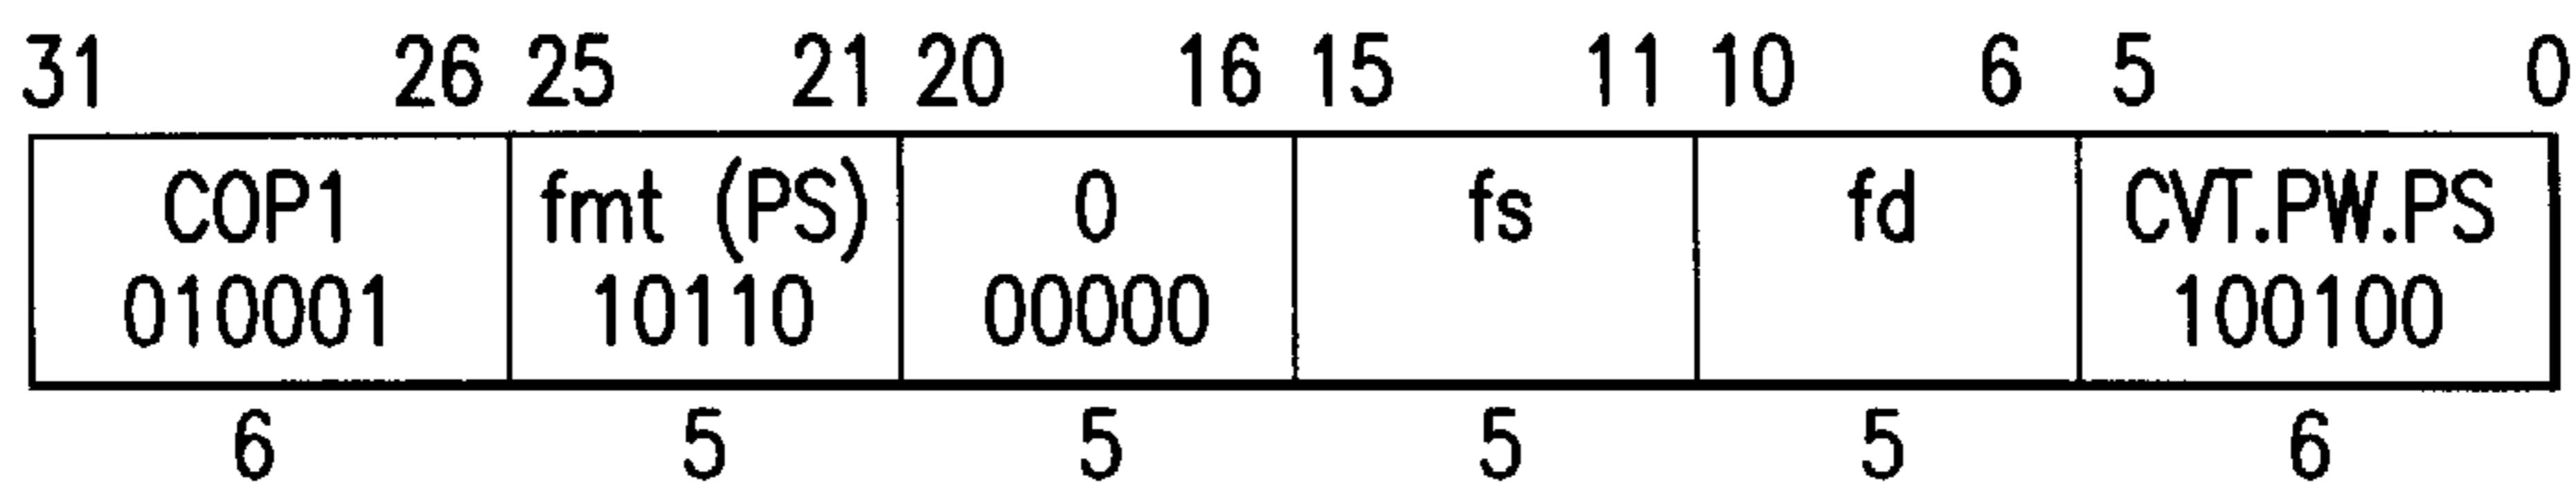 31 26 25 21 20 16 15 11 10 6 5 0
COP1 fmt (PS) 0 fs fd CVT.PW.PS
010001 10110 00000 100100
6 5 5 5 5 6